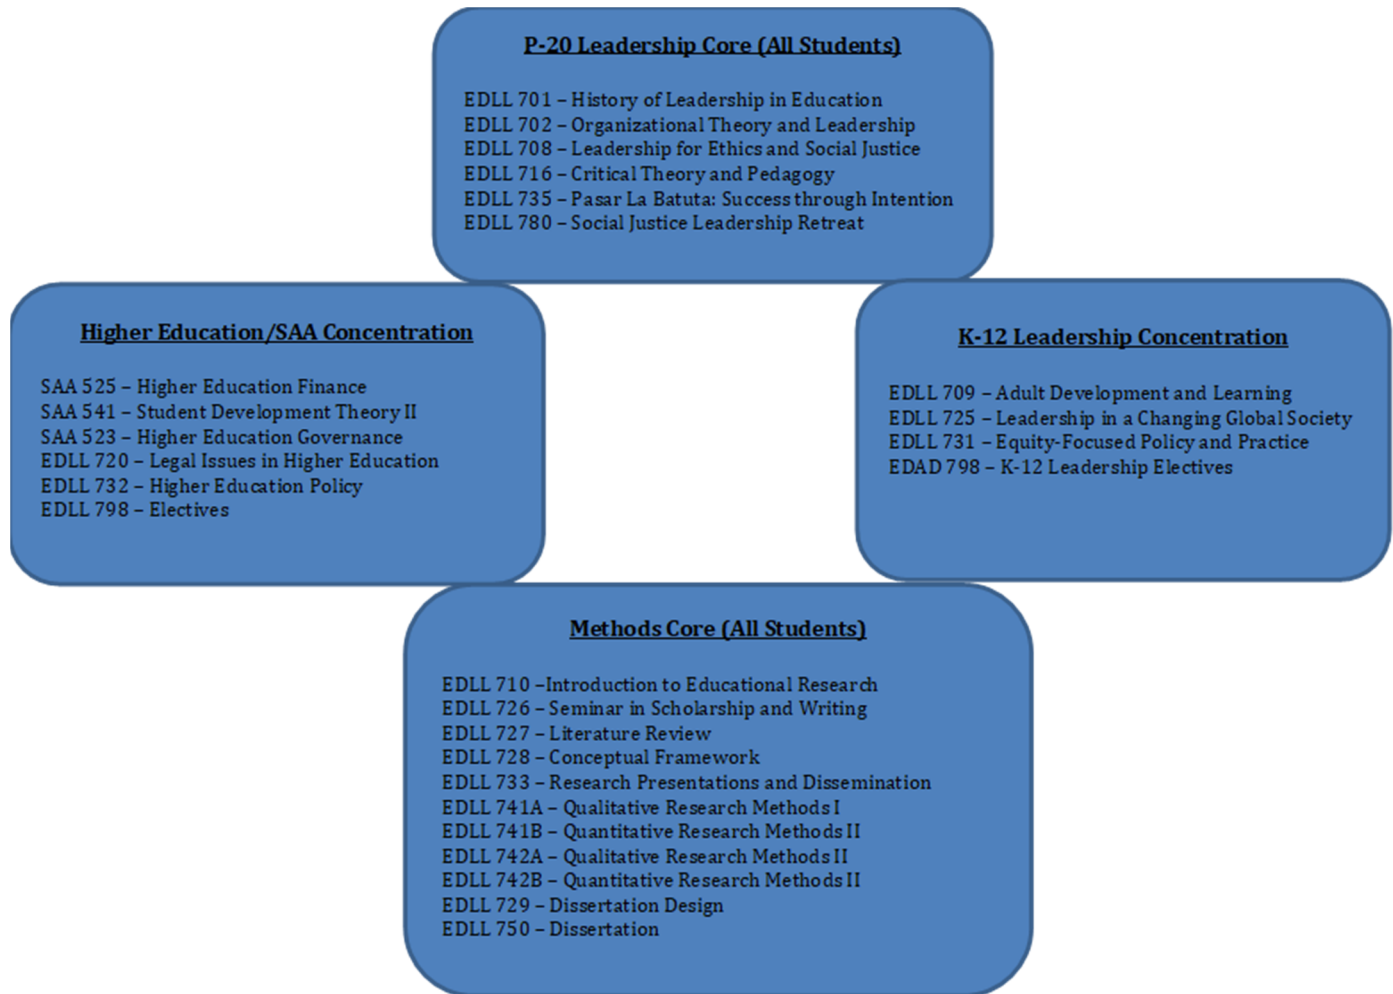 P-20 Leadership Core (All Students)
EDLL 701 – History of Leadership in Education
EDLL 702 – Organizational Theory and Leadership
EDLL 708 – Leadership for Ethics and Social Justice
EDLL 716 – Critical Theory and Pedagogy
EDLL 735 – Pasar La Batuta: Success through Intention
EDLL 780 – Social Justice Leadership Retreat
Higher Education/SAA Concentration
SAA 525 – Higher Education Finance
SAA 541 – Student Development Theory II
SAA 523 – Higher Education Governance
EDLL 720 – Legal Issues in Higher Education
EDLL 732 – Higher Education Policy
EDLL 798 – Electives
K-12 Leadership Concentration
EDLL 709 – Adult Development and Learning
EDLL 725 – Leadership in a Changing Global Society
EDLL 731 – Equity-Focused Policy and Practice
EDAD 798 – K-12 Leadership Electives
Methods Core (All Students)
EDLL 710 –Introduction to Educational Research
EDLL 726 – Seminar in Scholarship and Writing
EDLL 727 – Literature Review
EDLL 728 – Conceptual Framework
EDLL 733 – Research Presentations and Dissemination
EDLL 741A – Qualitative Research Methods I
EDLL 741B – Quantitative Research Methods II
EDLL 742A – Qualitative Research Methods II
EDLL 742B – Quantitative Research Methods II
EDLL 729 – Dissertation Design
EDLL 750 – Dissertation